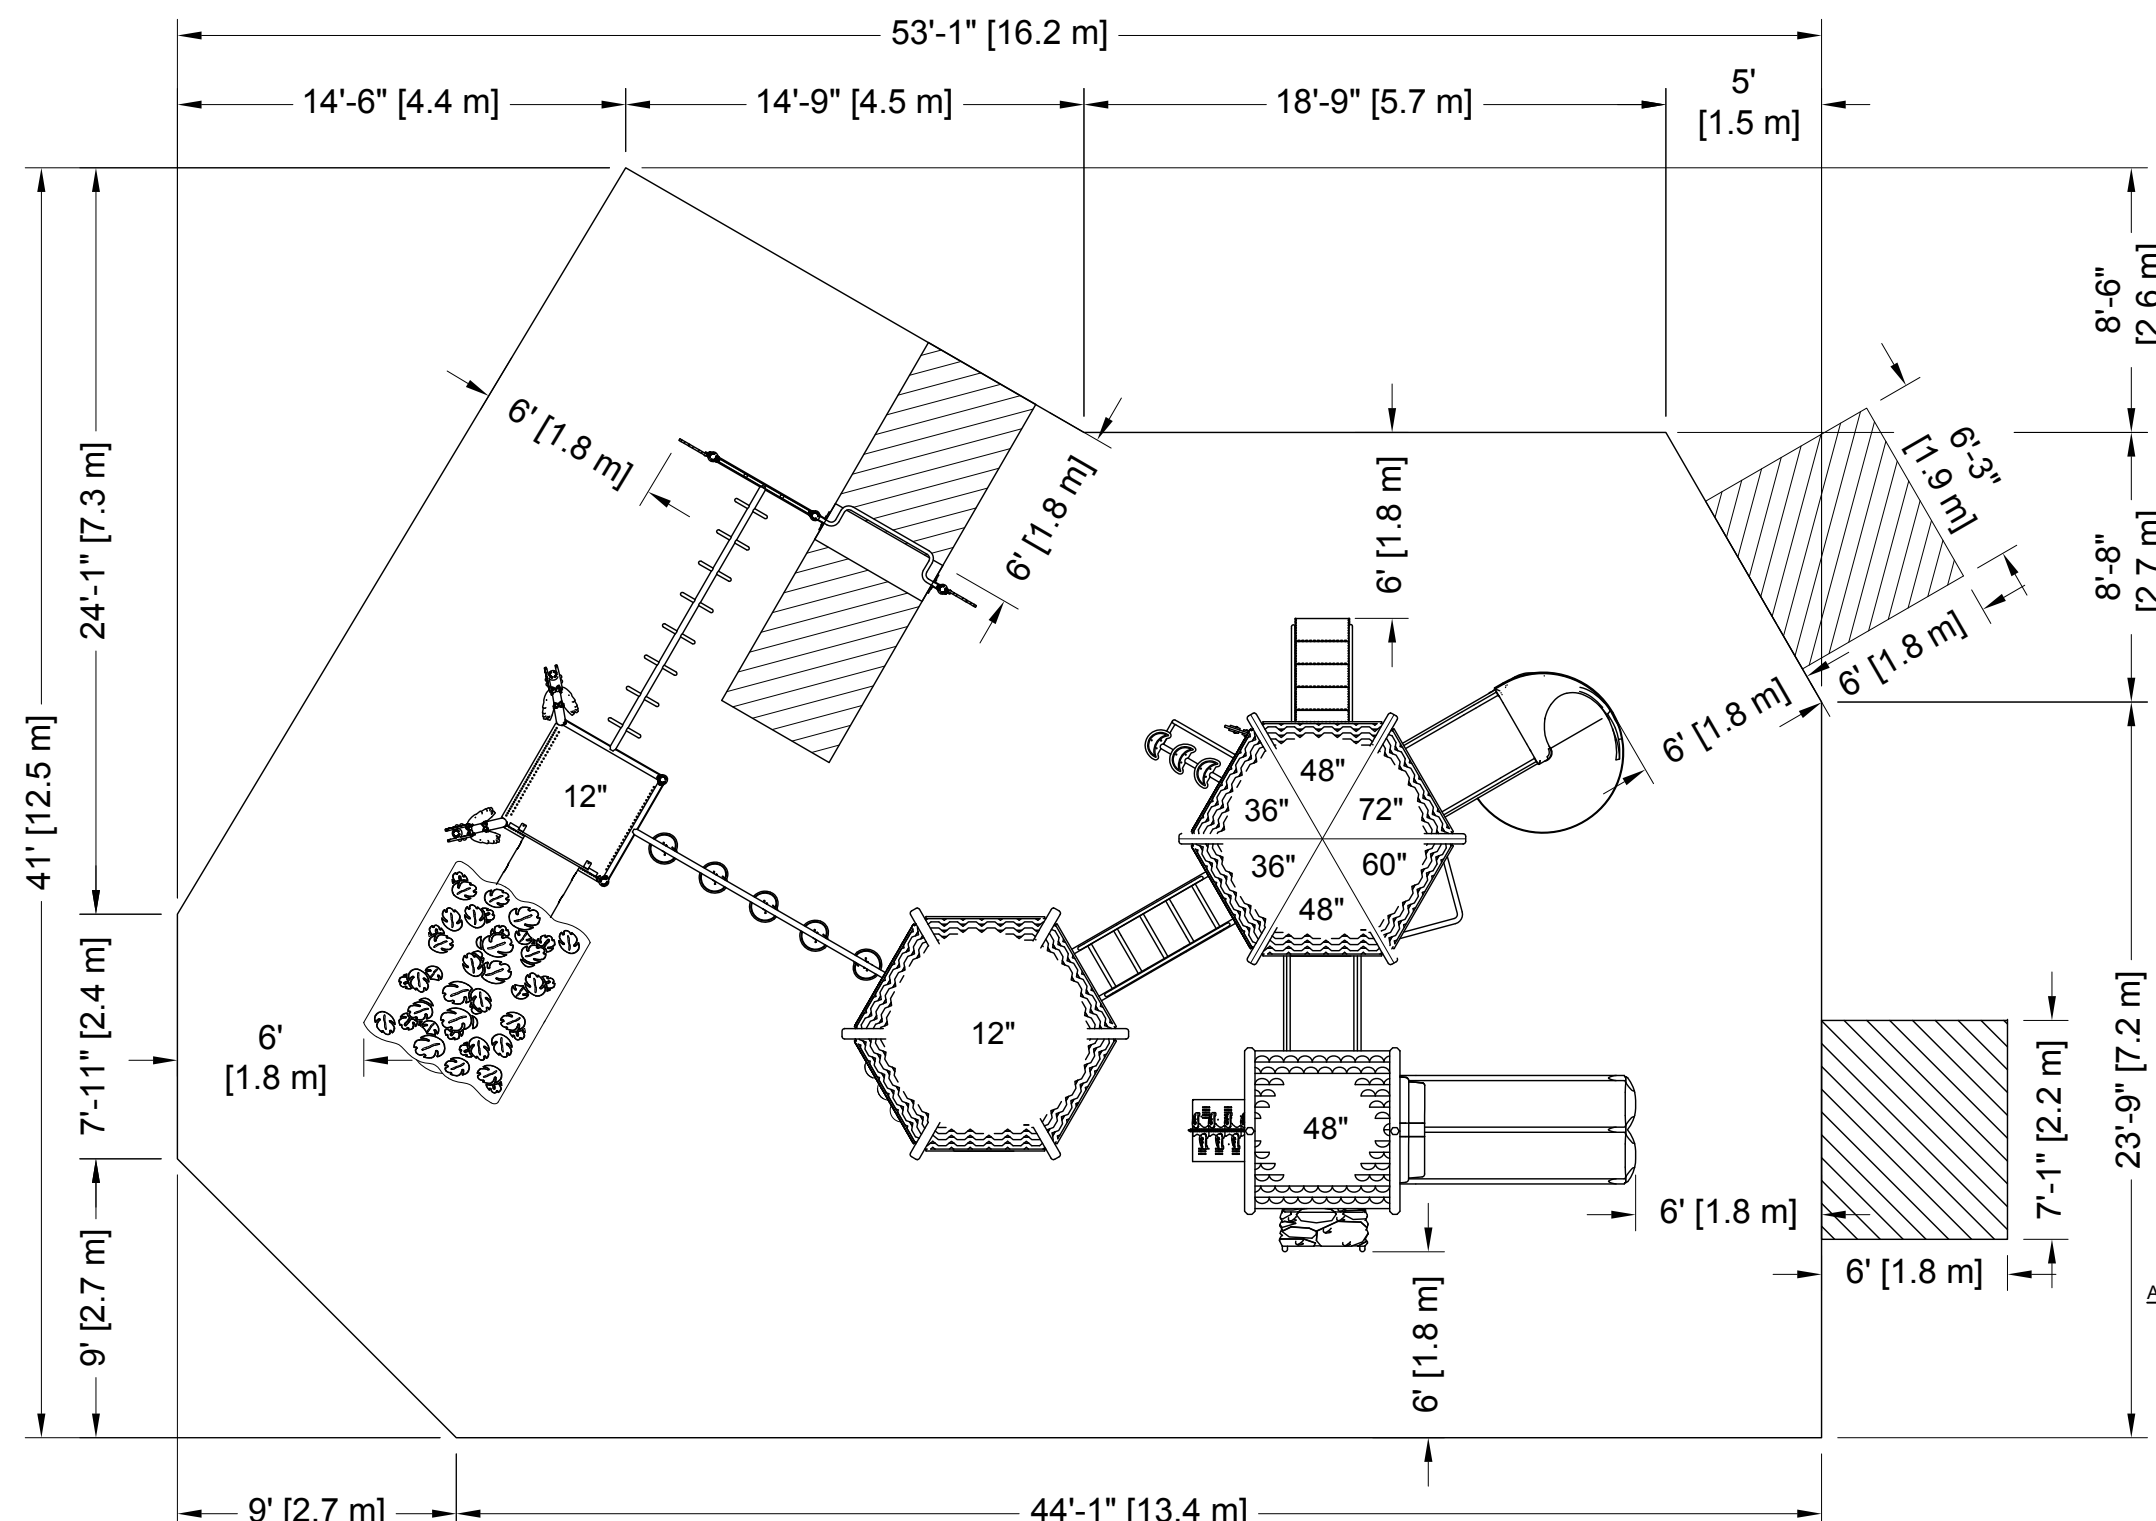 53'-1" [16.2 m]
14'-6" [4.4 m]
14'-9" [4.5 m]
18'-9" [5.7 m]
5'
[1.5 m]
8'-6"
[2.6 m]
6' [1.8 m]
6'-3"
[1.9 m]
24'-1" [7.3 m]
6' [1.8 m]
6' [1.8 m]
8'-8"
[2.7 m]
6' [1.8 m]
6' [1.8 m]
41' [12.5 m]
12"
48"
36"
72"
36"
60"
48"
7'-11" [2.4 m]
6'
[1.8 m]
12"
48"
7'-1" [2.2 m]
23'-9" [7.2 m]
6' [1.8 m]
6' [1.8 m]
9' [2.7 m]
6' [1.8 m]
A
9' [2.7 m]
44'-1" [13.4 m]